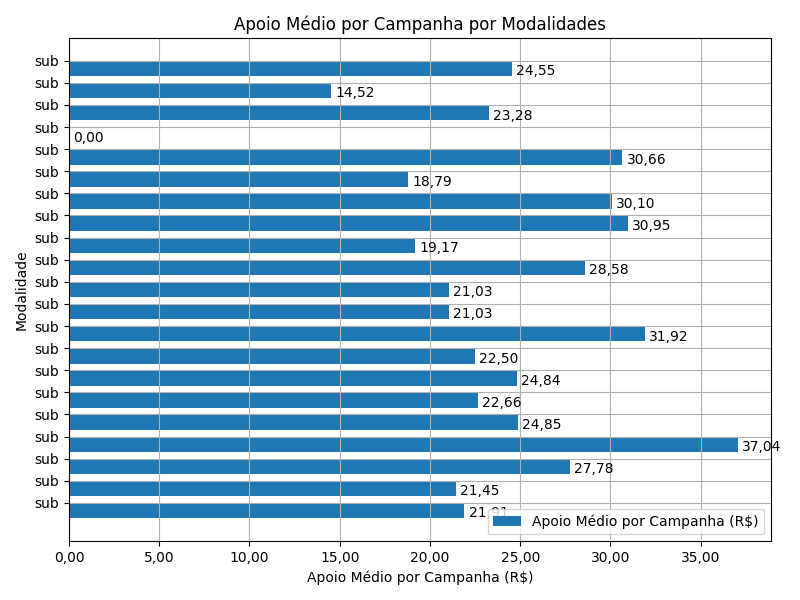 Apoio Médio por Campanha por Modalidades
Modalidade
sub
24,55
sub
14,52
sub
23,28
sub
0,00
sub
30,66
sub
18,79
sub
30,10
sub
30,95
sub
19,17
sub
28,58
sub
21,03
sub
21,03
sub
31,92
sub
22,50
sub
24,84
sub
22,66
sub
24,85
sub
37,04
sub
27,78
sub
21,45
sub
21,91
Apoio Médio por Campanha (R$)
0,00 5,00 10,00 15,00 20,00 25,00 30,00 35,00
Apoio Médio por Campanha (R$)